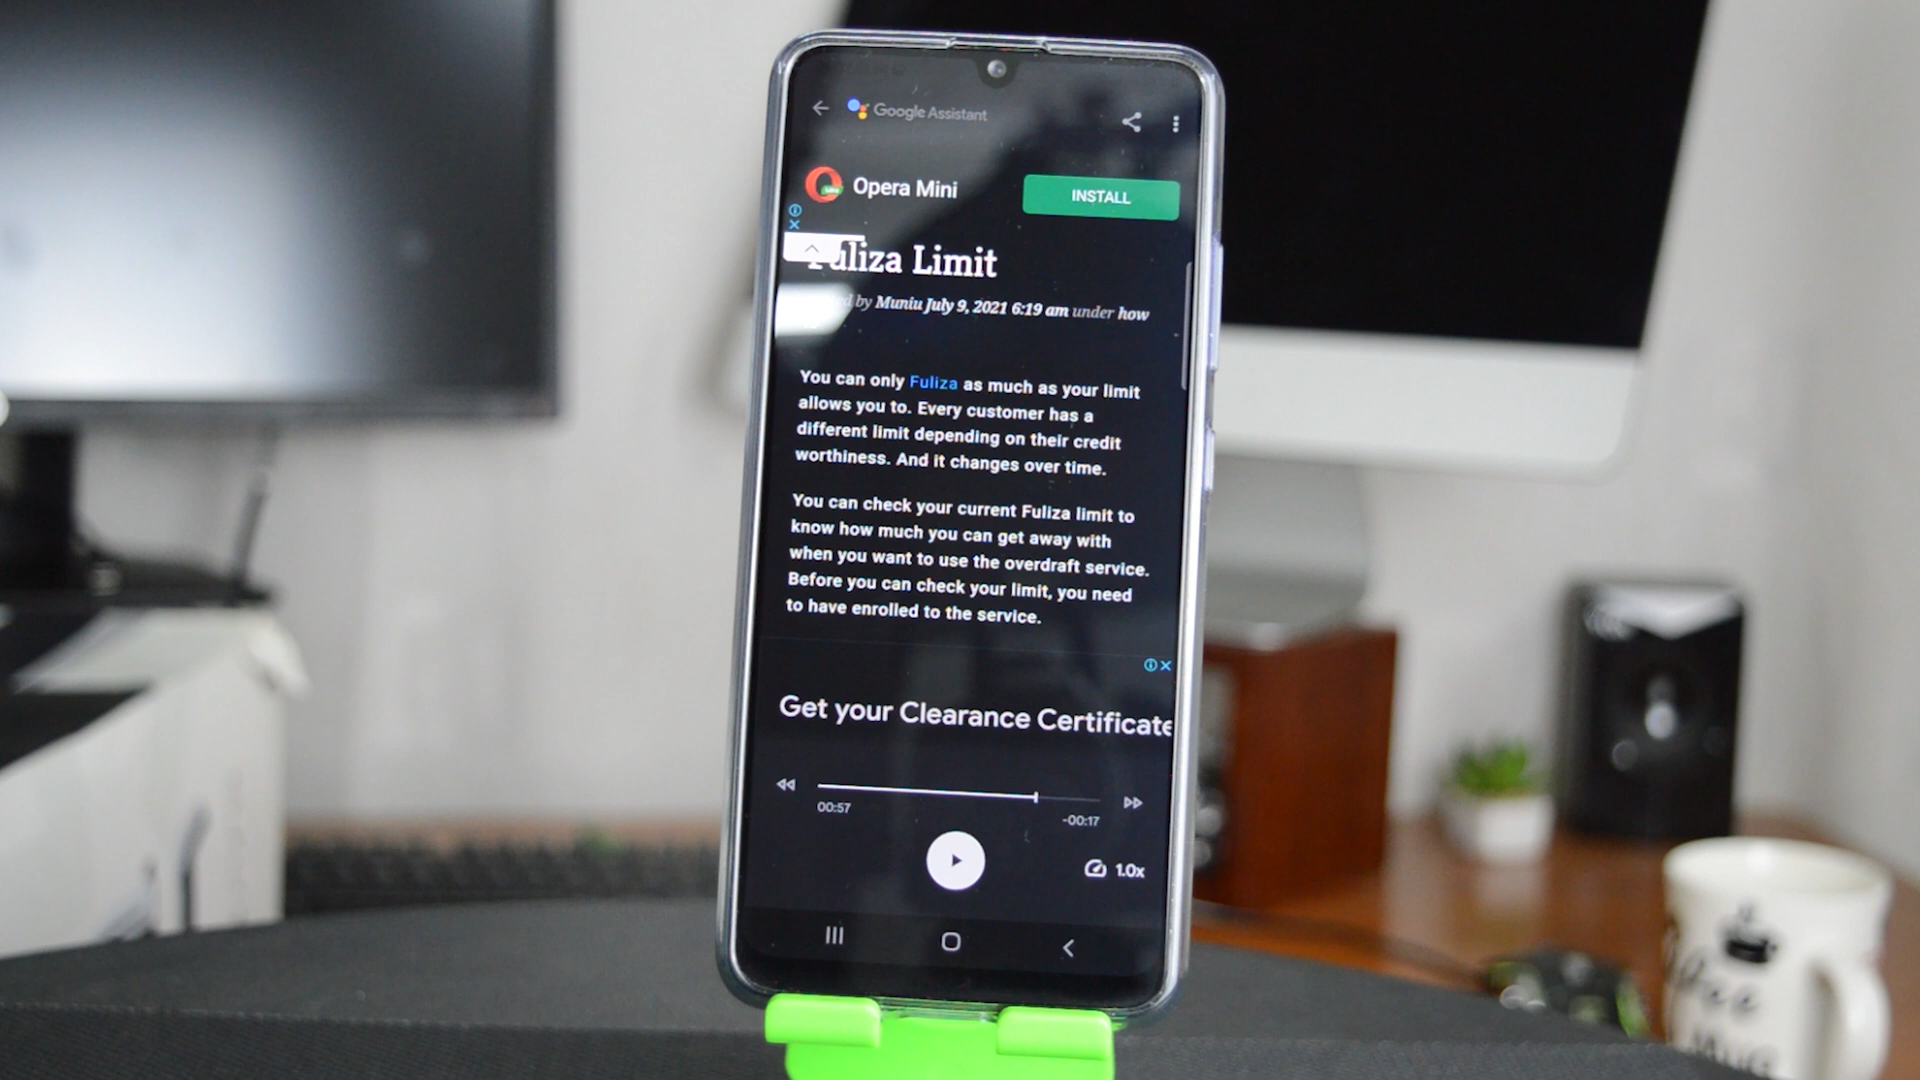 Google Assistant
Opera Mini
INSTALL
Fuliza Limit
by Muniu July 9, 2021 6:19 am under how
You can only Fuliza as much as your limit
allows you to. Every customer has a
different limit depending on their credit
worthiness. And it changes over time.
You can check your current Fuliza limit to
know how much you can get away with
when you want to use the overdraft service.
Before you can check your limit, you need
to have enrolled to the service.
Get your Clearance Certificate
00:57
-00:17
1.0x
Mug